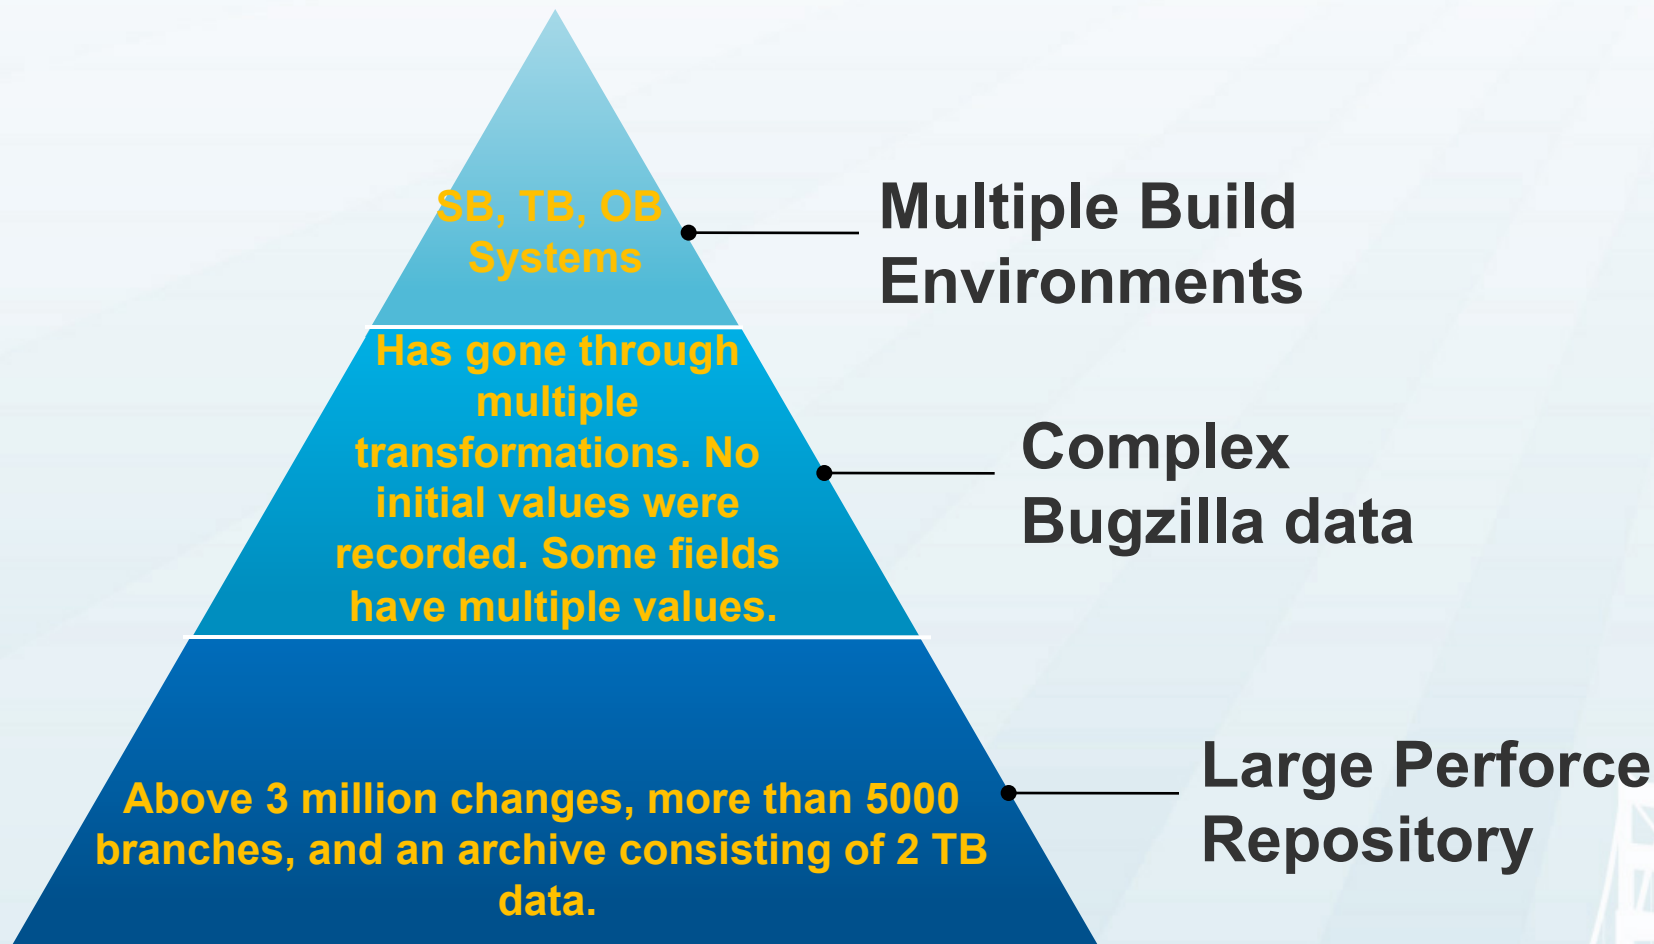 SB, TB, OB
Systems
Multiple Build
Environments
Has gone through
multiple
transformations. No
initial values were
recorded. Some fields
have multiple values.
Complex
Bugzilla data
Above 3 million changes, more than 5000
branches, and an archive consisting of 2 TB
data.
Large Perforce
Repository